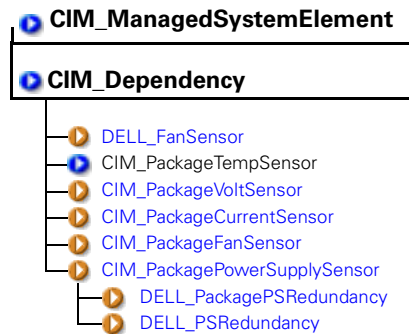 CIM_ManagedSystemElement
CIM_Dependency
DELL_FanSensor
CIM_PackageTempSensor
CIM_PackageVoltSensor
CIM_PackageCurrentSensor
CIM_PackageFanSensor
CIM_PackagePowerSupplySensor
DELL_PackagePSRedundancy
DELL_PSRedundancy